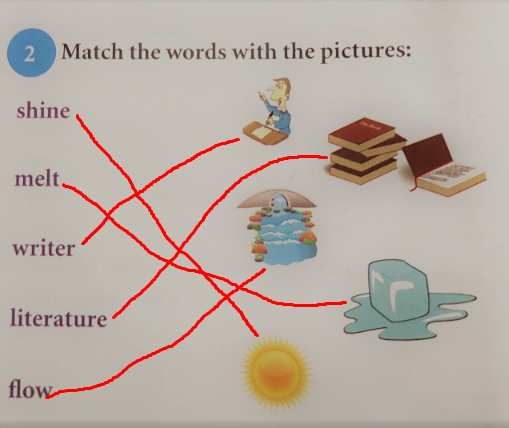 2 Match the words with the pictures:
shine
melt
writer
literature
flow